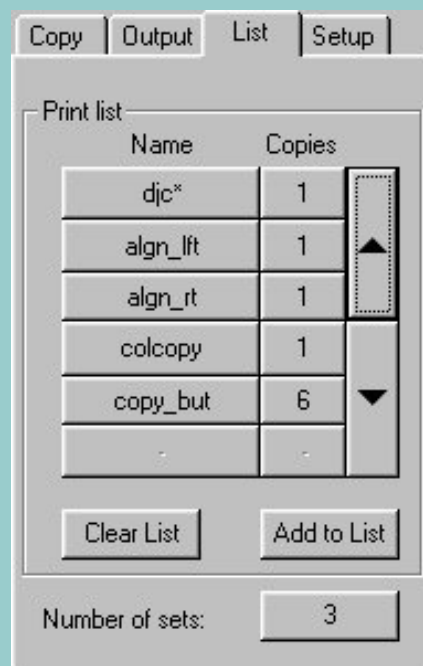 Copy Output List Setup
Print list
Name Copies
djc* 1
algn_lft 1
algn_rt 1
colcopy 1
copy_but 6
- -
Clear List Add to List
Number of sets: 3